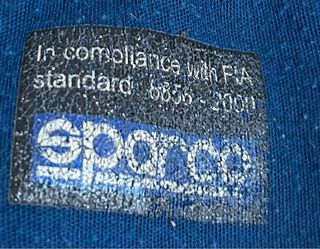 In compliance with FIA
standard 8856 - 2000
sparco